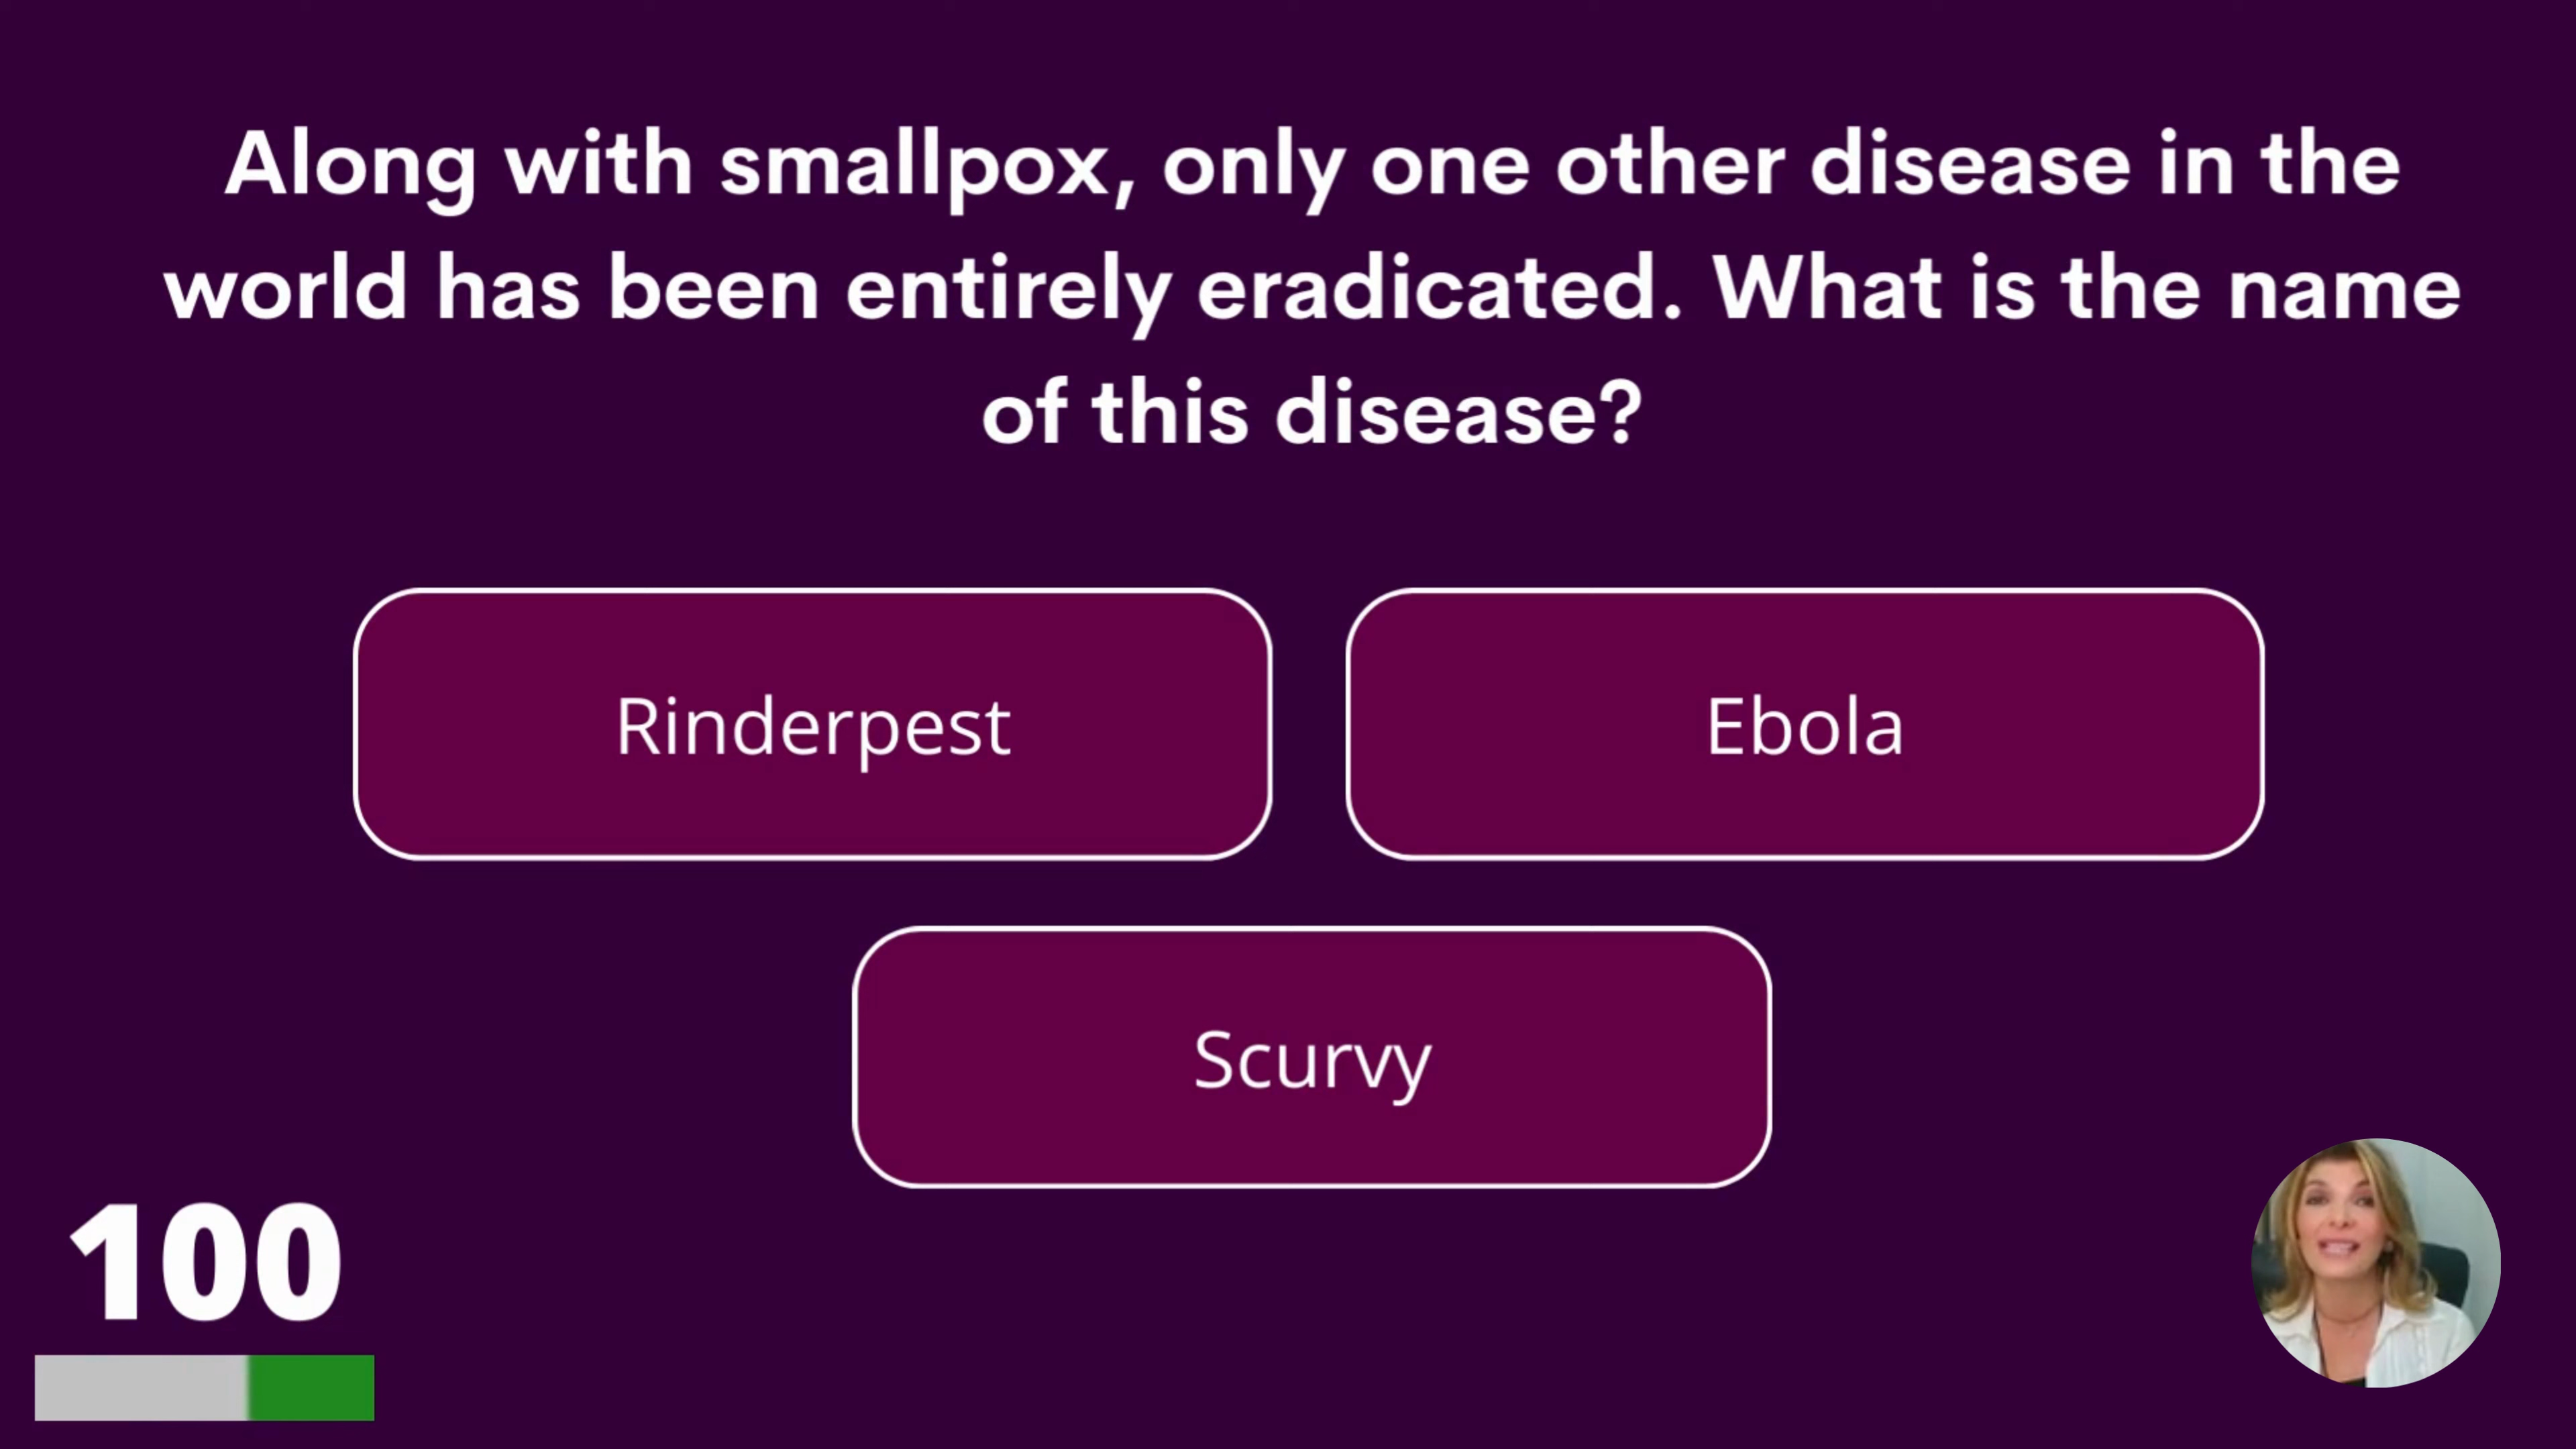 Along with smallpox, only one other disease in the
world has been entirely eradicated. What is the name
of this disease?
Rinderpest
Ebola
Scurvy
100